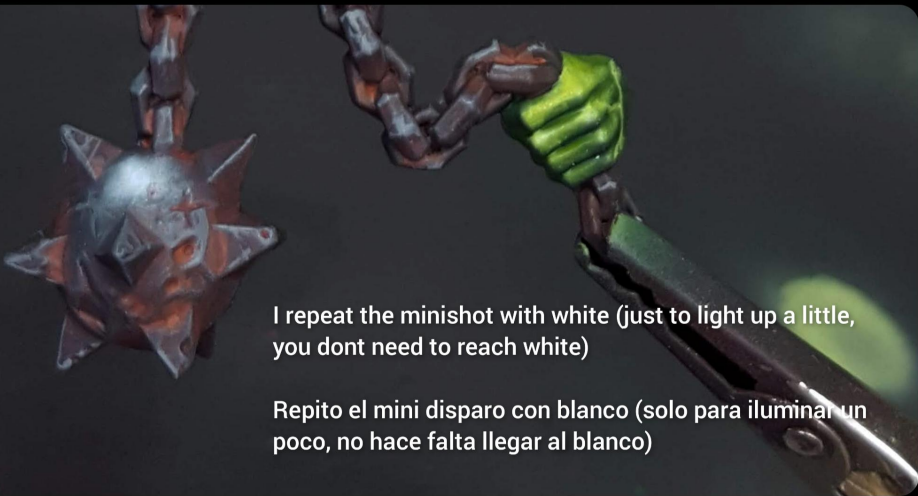 I repeat the minishot with white (just to light up a little,
you dont need to reach white)
Repito el mini disparo con blanco (solo para iluminar un
poco, no hace falta llegar al blanco)